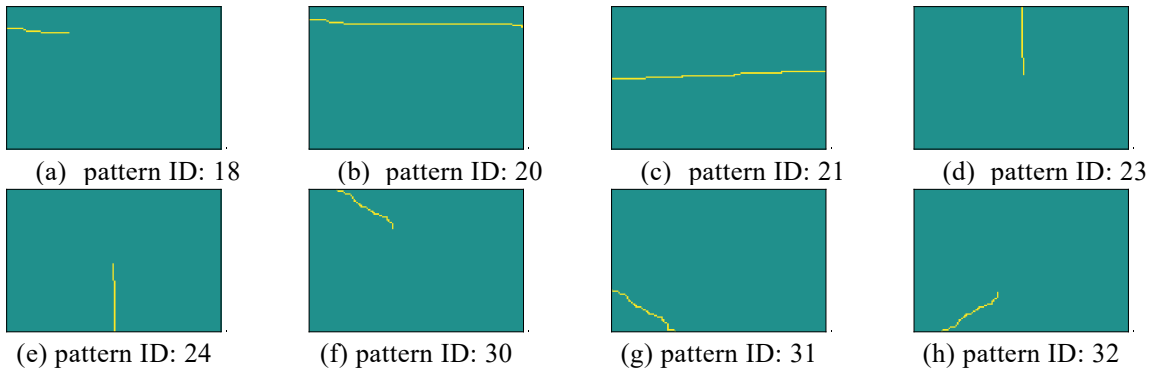 (a) pattern ID: 18 (b) pattern ID: 20 (c) pattern ID: 21 (d) pattern ID: 23
(e) pattern ID: 24 (f) pattern ID: 30 (g) pattern ID: 31 (h) pattern ID: 32